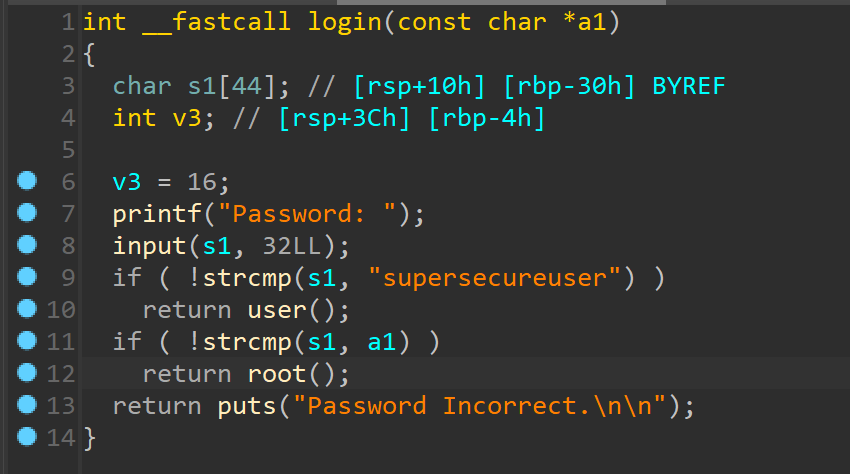 1 int __fastcall login(const char *a1)
2 {
3   char s1[44]; // [rsp+10h] [rbp-30h] BYREF
4   int v3; // [rsp+3Ch] [rbp-4h]
5
6   v3 = 16;
7   printf("Password: ");
8   input(s1, 32LL);
9   if ( !strcmp(s1, "supersecureuser") )
10     return user();
11   if ( !strcmp(s1, a1) )
12     return root();
13   return puts("Password Incorrect.\n\n");
14 }